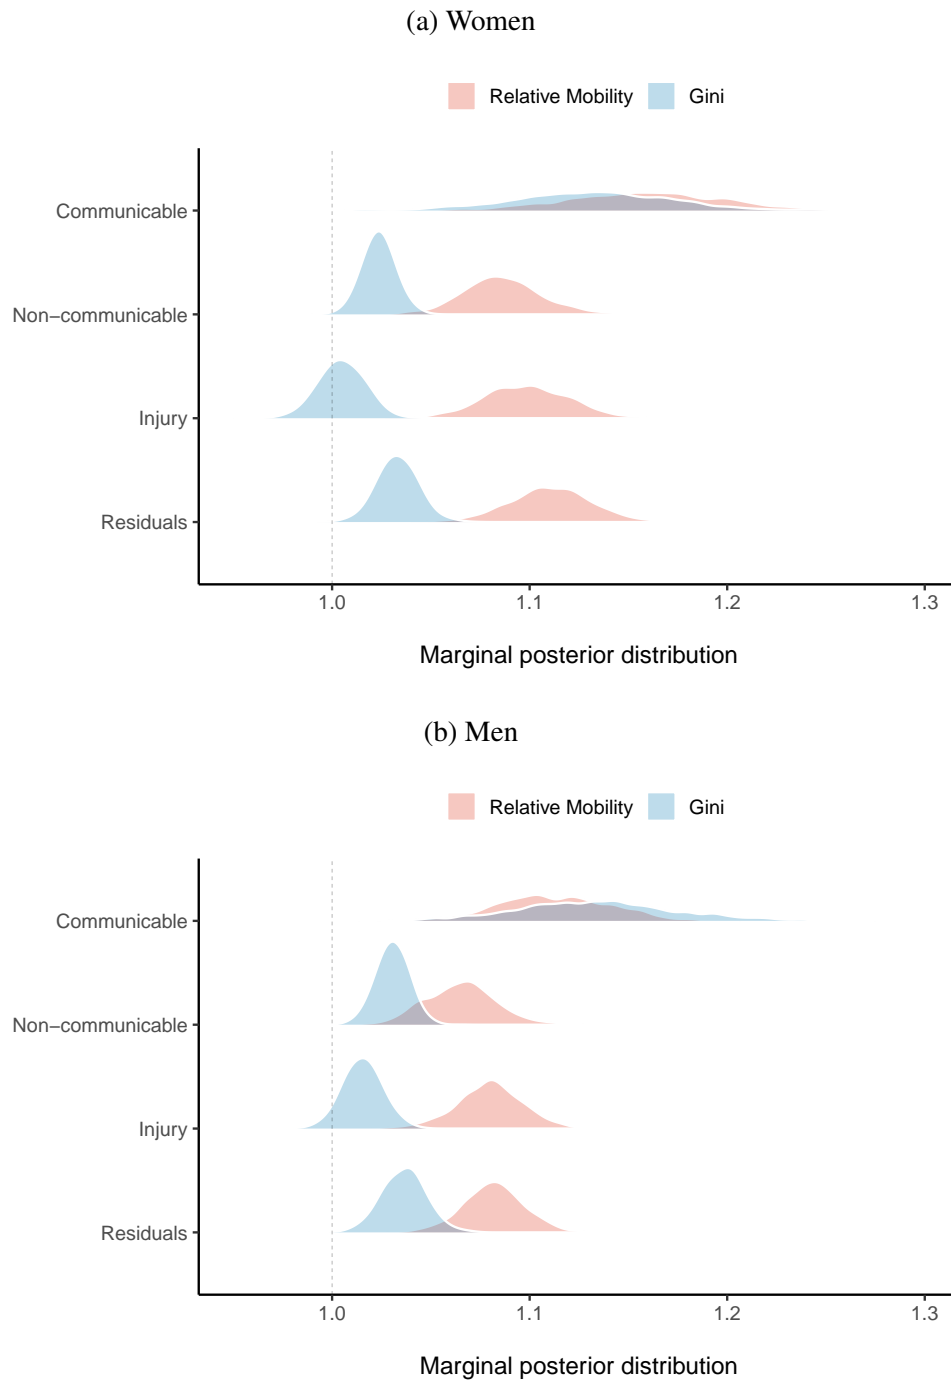 (a) Women
Relative Mobility Gini
Communicable
Non−communicable
Injury
Residuals
1.0 1.1 1.2 1.3
Marginal posterior distribution
(b) Men
Relative Mobility Gini
Communicable
Non−communicable
Injury
Residuals
1.0 1.1 1.2 1.3
Marginal posterior distribution